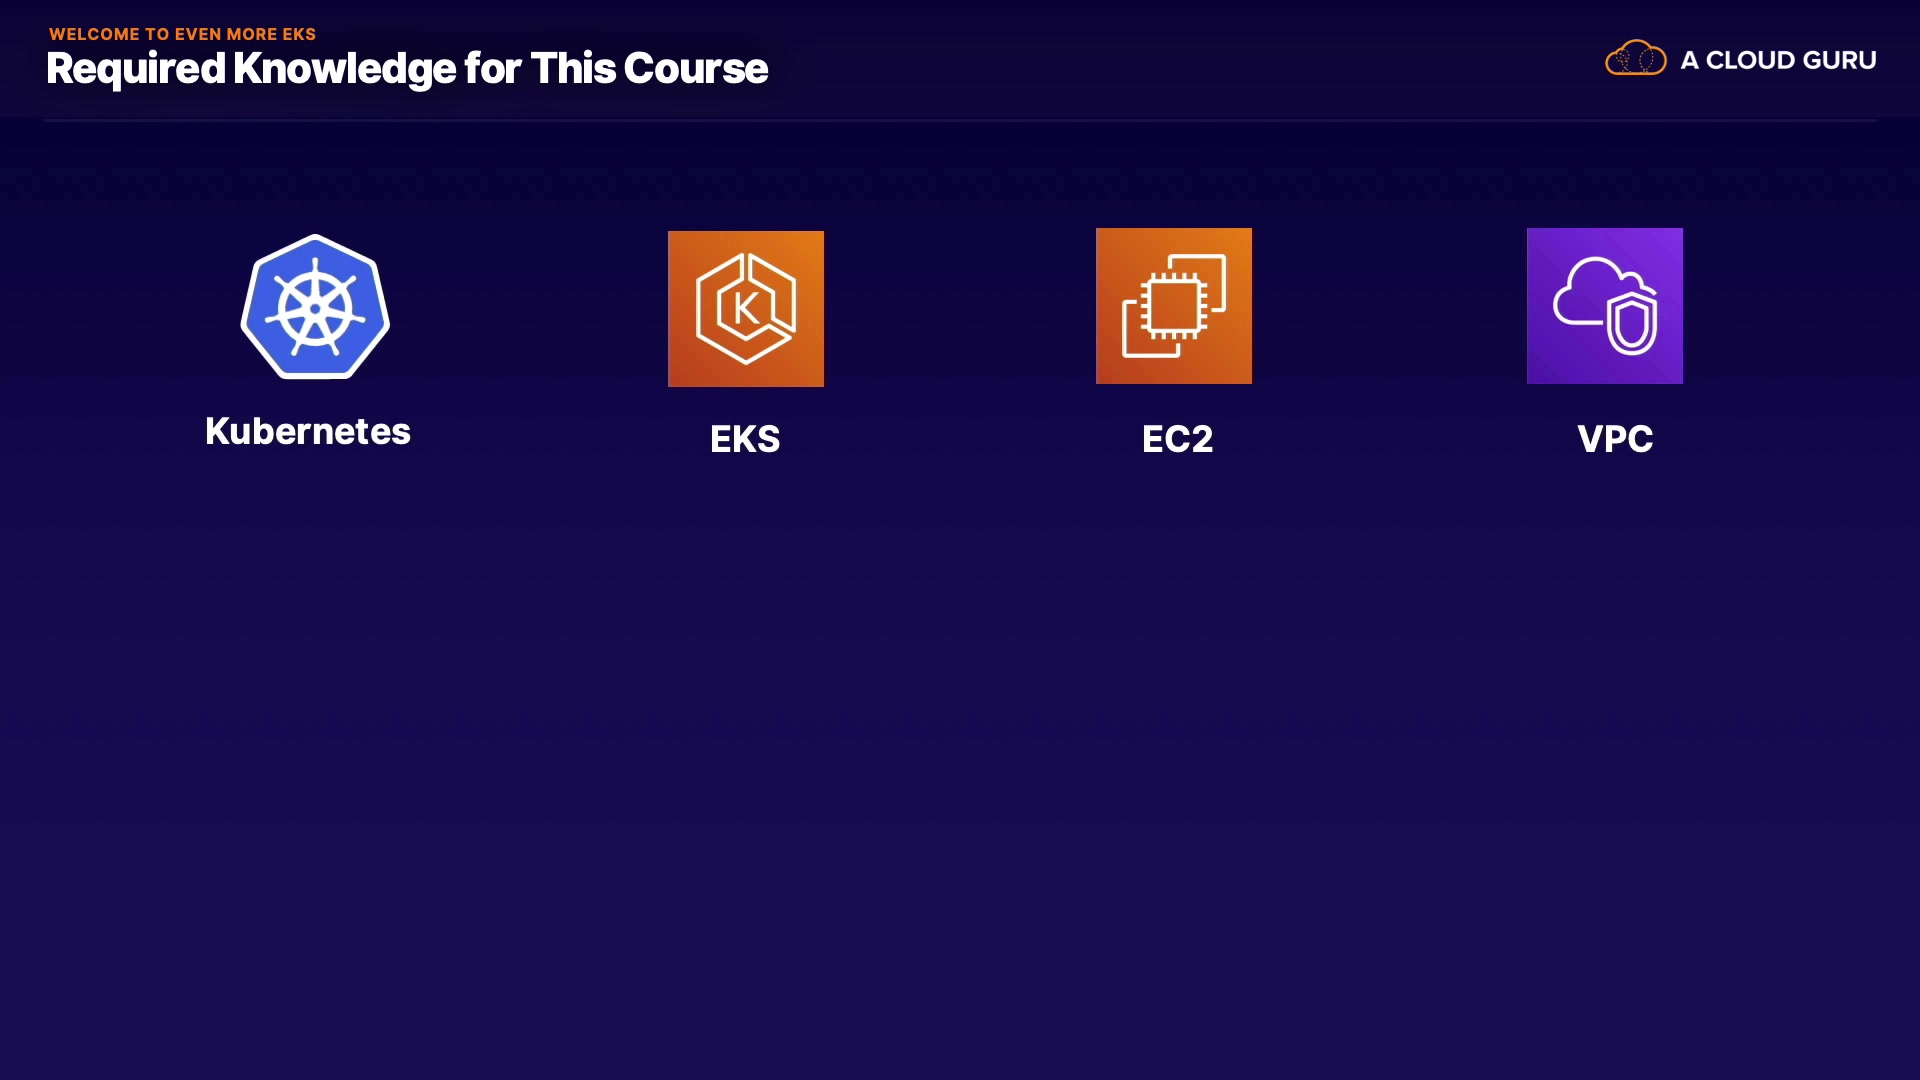 WELCOME TO EVEN MORE EKS
Required Knowledge for This Course
A CLOUD GURU
K
Kubernetes
EKS
EC2
VPC